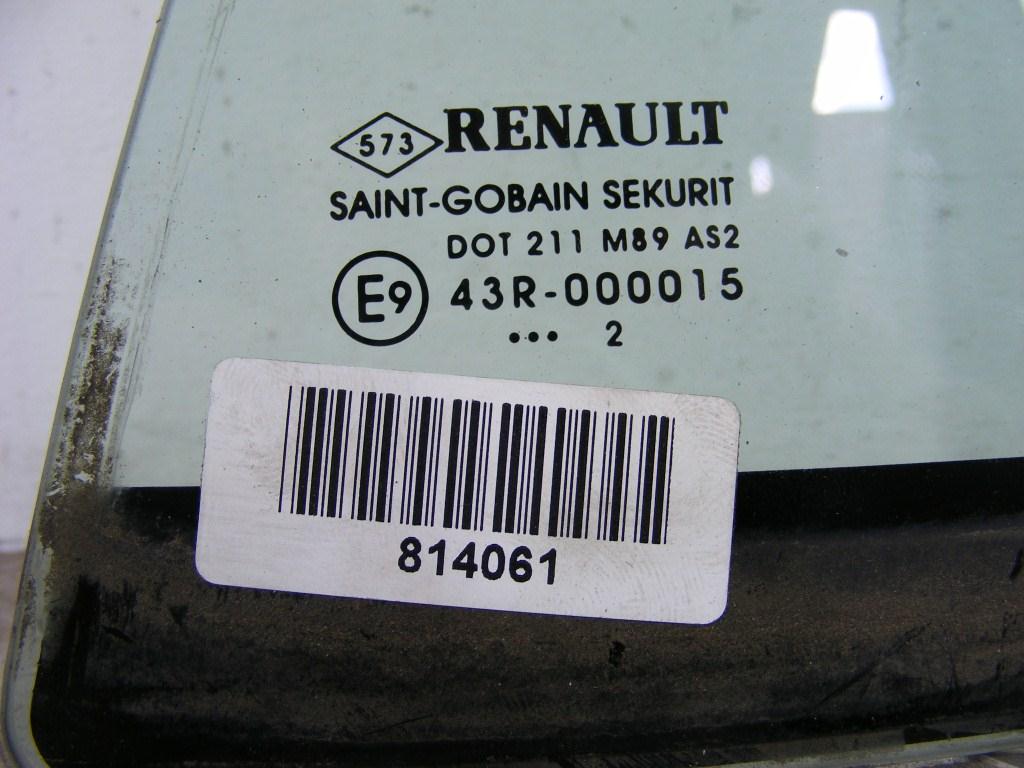 573 RENAULT
SAINT-GOBAIN SEKURIT
DOT 211 M89 AS2
E9 43R-000015
••• 2
814061